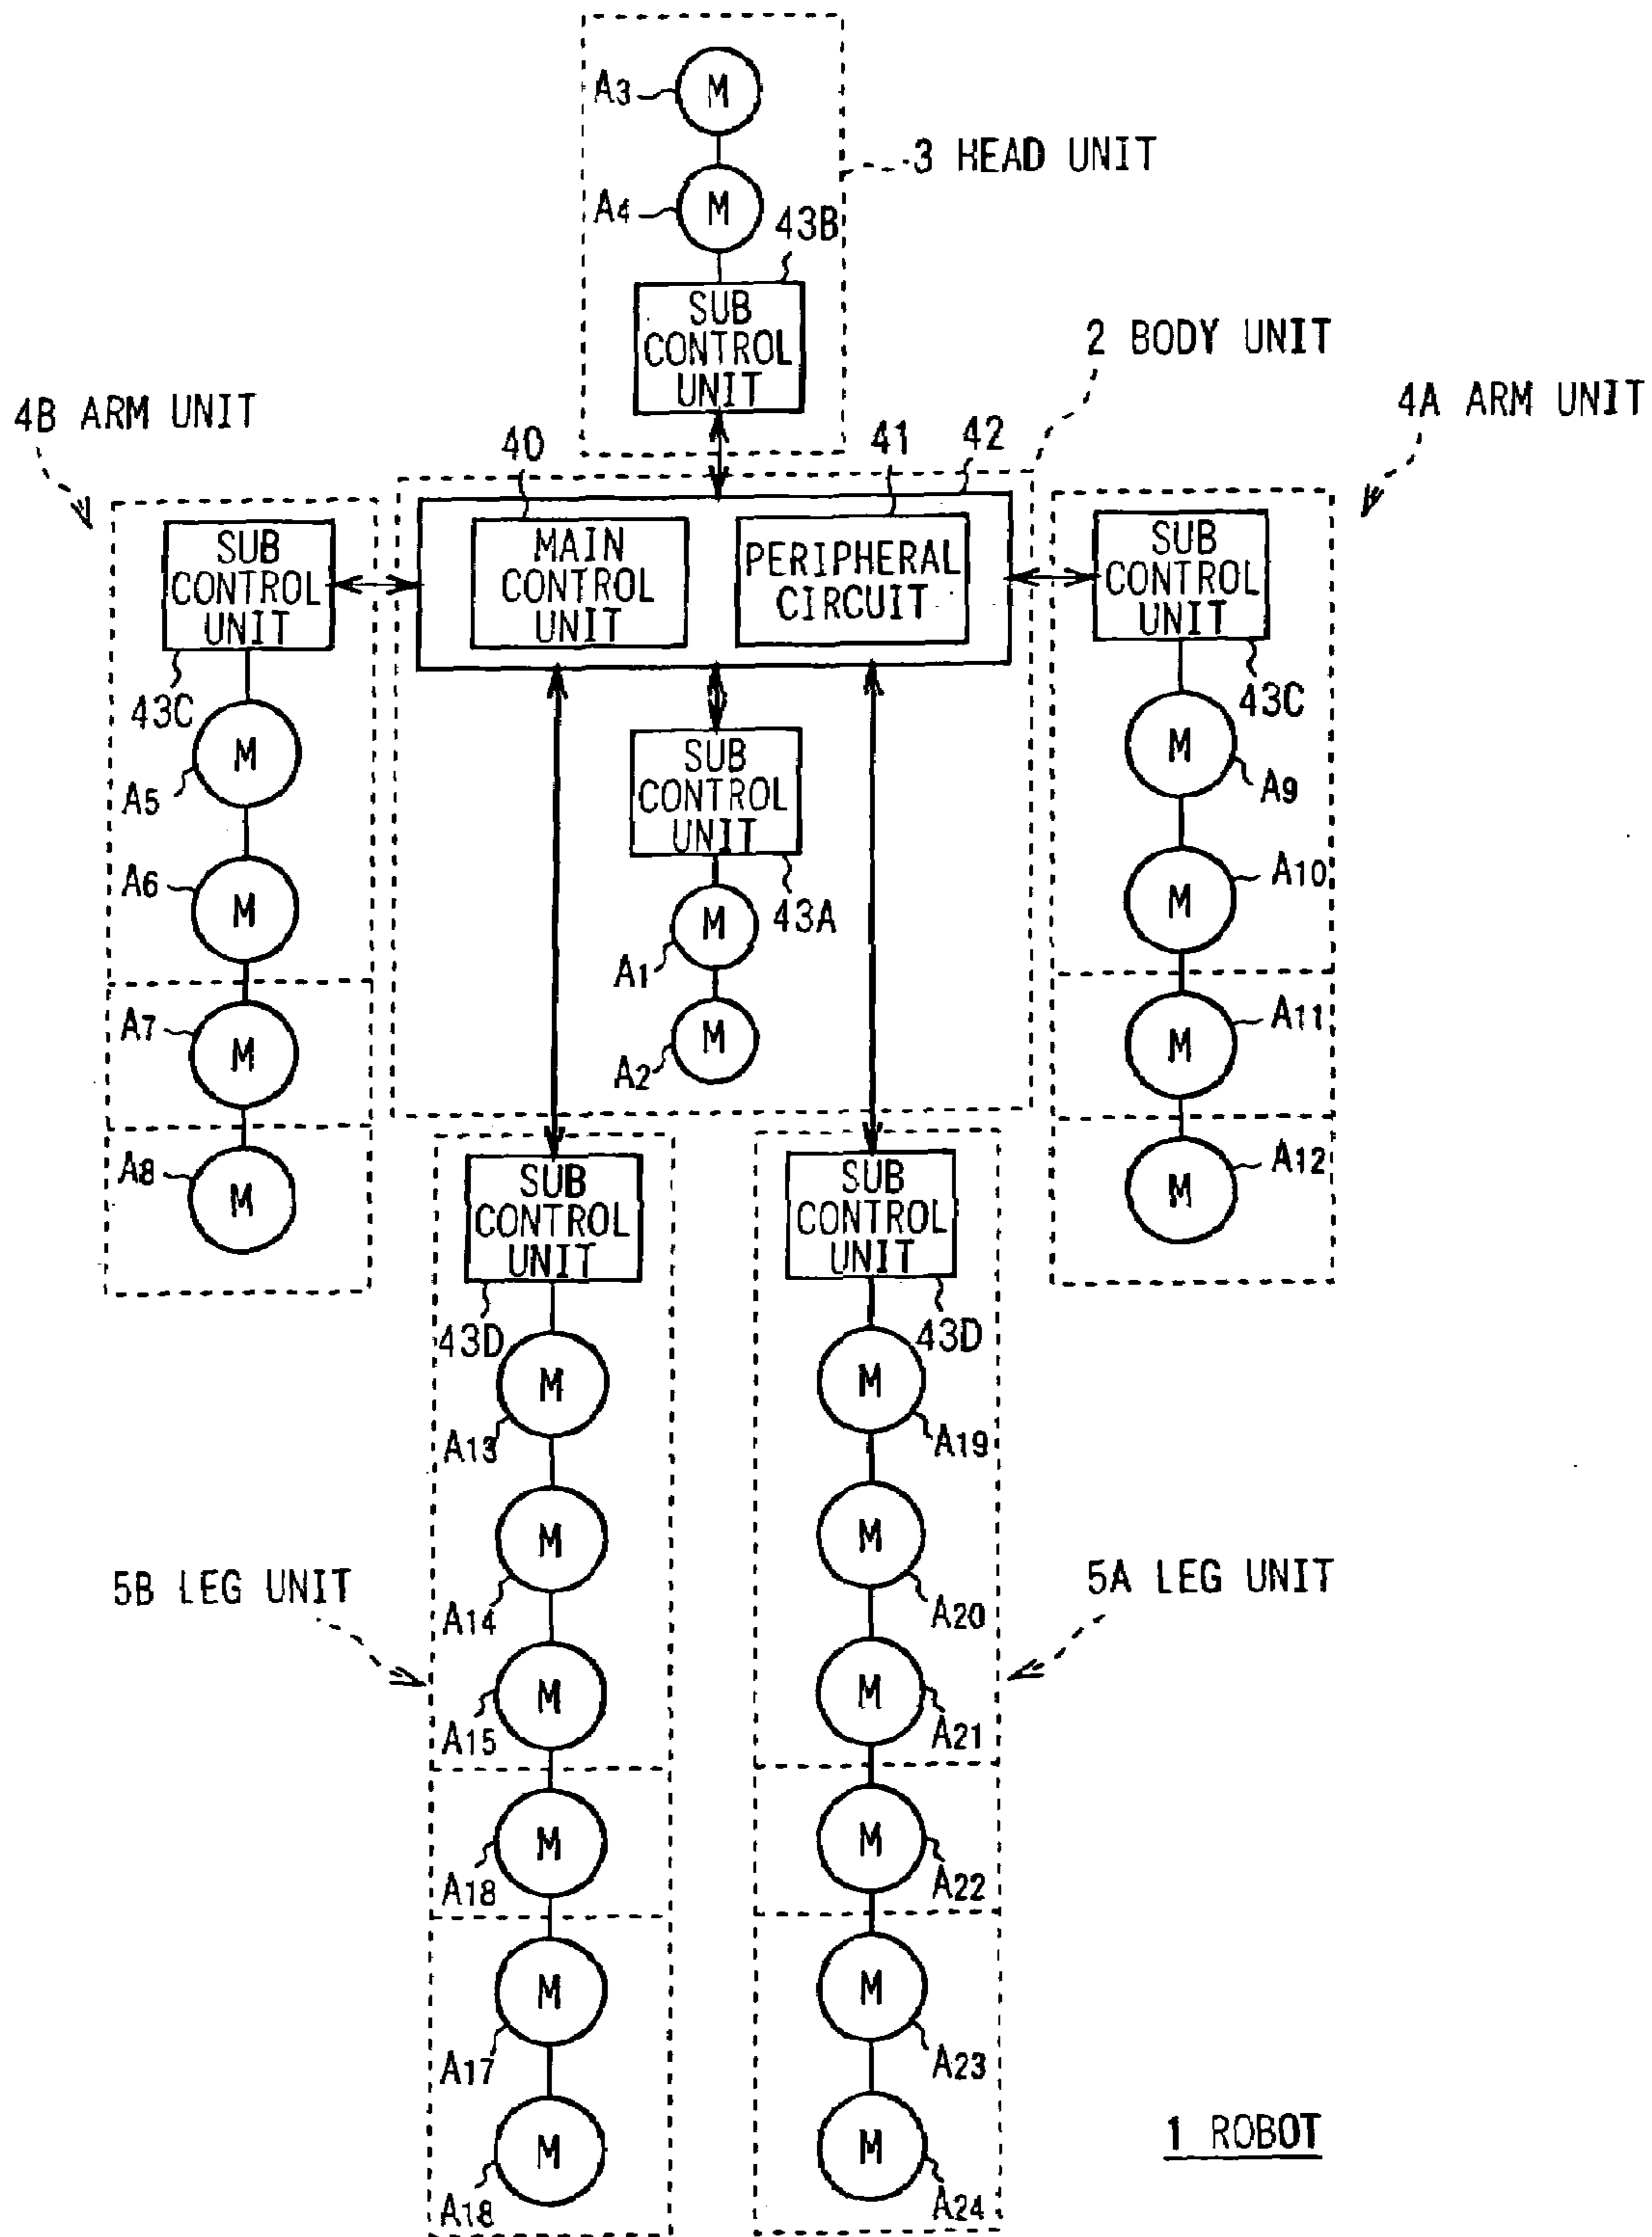 A3
M
3 HEAD UNIT
A4
M
43B
SUB
CONTROL
UNIT
2 BODY UNIT
4B ARM UNIT
4A ARM UNIT
40
41
42
SUB
CONTROL
UNIT
MAIN
CONTROL
UNIT
PERIPHERAL
CIRCUIT
SUB
CONTROL
UNIT
43C
43C
M
A5
SUB
CONTROL
UNIT
M
A9
A6
M
43A
M
A10
M
A1
A7
M
M
A2
M
A11
A8
M
M
A12
SUB
CONTROL
UNIT
SUB
CONTROL
UNIT
43D
43D
M
A13
M
A19
M
A14
M
A20
5B LEG UNIT
5A LEG UNIT
M
A15
M
A21
M
A18
M
A22
M
A17
M
A23
M
A18
M
A24
1 ROBOT